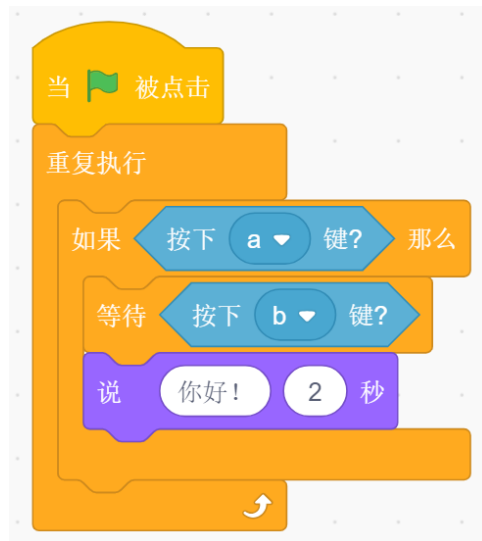 当 被点击
重复执行
如果 按下 a 键? 那么
等待 按下 b 键?
说 你好! 2 秒